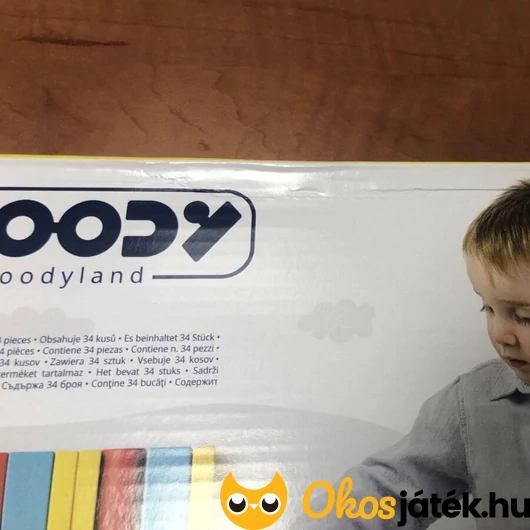 OODY
oodyland
pieces • Obsahuje 34 kusů • Es beinhaltet 34 Stück •
4 pièces • Contiene 34 piezas • Contiene n. 34 pezzi •
34 kusov • Zawiera 34 sztuk • Vsebuje 34 kosov •
terméket tartalmaz • Het bevat 34 stuks • Sadrži
Съдържа 34 броя • Conţine 34 bucăţi • Содержит
Okosjáték.hu